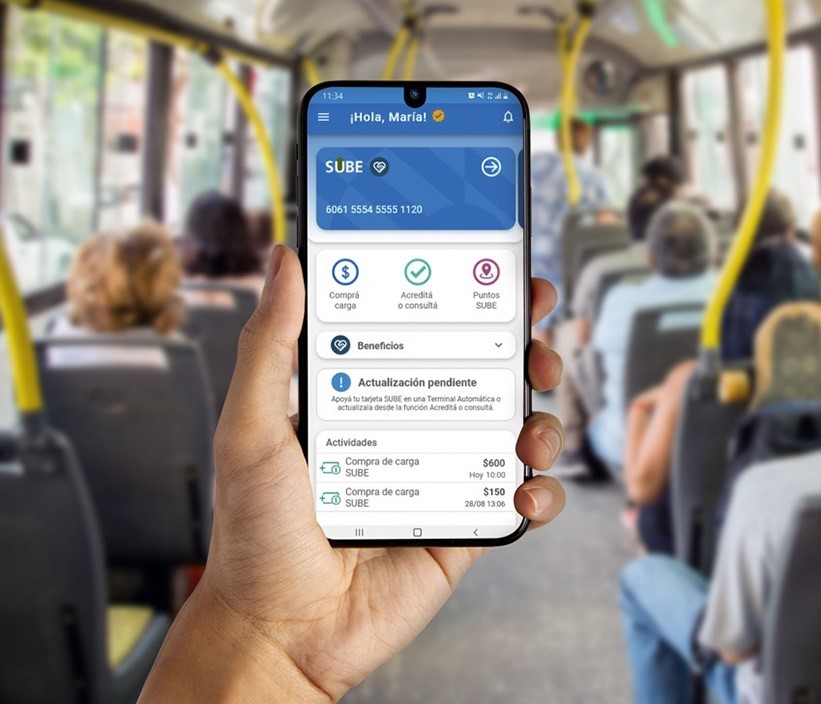 11:34
¡Hola, María!
SUBE
6061 5554 5555 1120
Comprá
carga
Acreditá
o consultá
Puntos
SUBE
Beneficios
Actualización pendiente
Apoyá tu tarjeta SUBE en una Terminal Automática o
actualizala desde la función Acreditá o consultá.
Actividades
Compra de carga
SUBE
$600
Hoy 10:00
Compra de carga
SUBE
$150
28/08 13:06